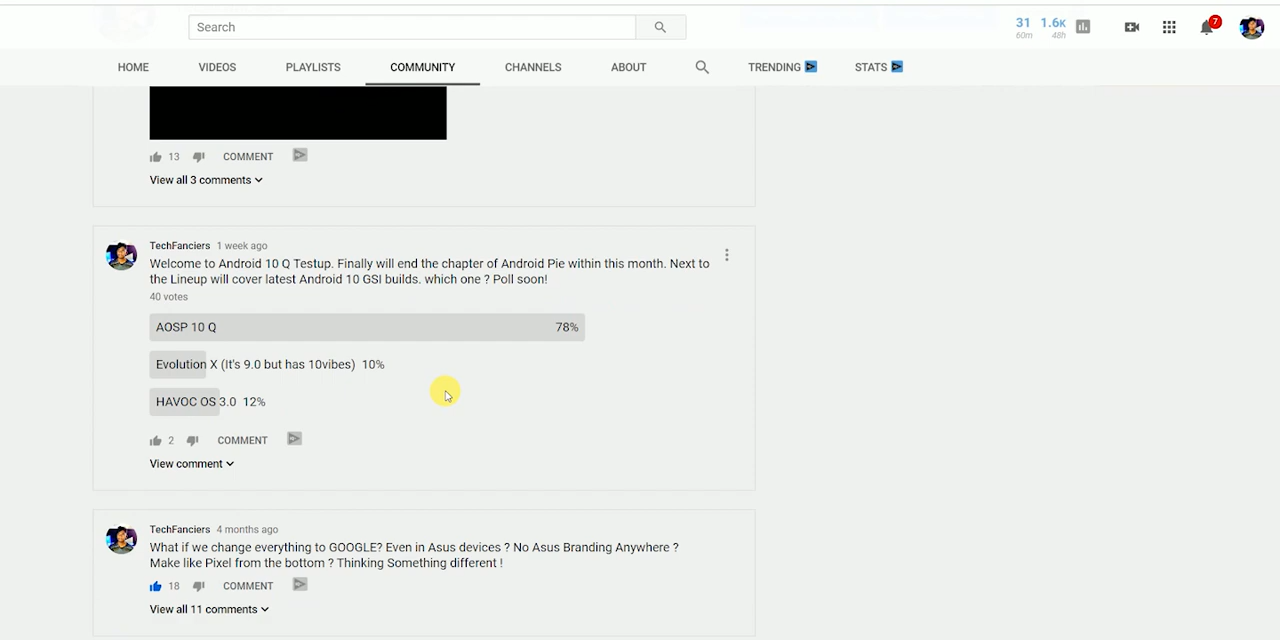 Search
31 1.6K
60m 48h
7
HOME VIDEOS PLAYLISTS COMMUNITY CHANNELS ABOUT TRENDING STATS
13 COMMENT
View all 3 comments
TechFanciers 1 week ago
Welcome to Android 10 Q Testup. Finally will end the chapter of Android Pie within this month. Next to
the Lineup will cover latest Android 10 GSI builds. which one ? Poll soon!
40 votes
AOSP 10 Q 78%
Evolution X (It's 9.0 but has 10vibes) 10%
HAVOC OS 3.0 12%
2 COMMENT
View comment
TechFanciers 4 months ago
What if we change everything to GOOGLE? Even in Asus devices ? No Asus Branding Anywhere ?
Make like Pixel from the bottom ? Thinking Something different !
18 COMMENT
View all 11 comments